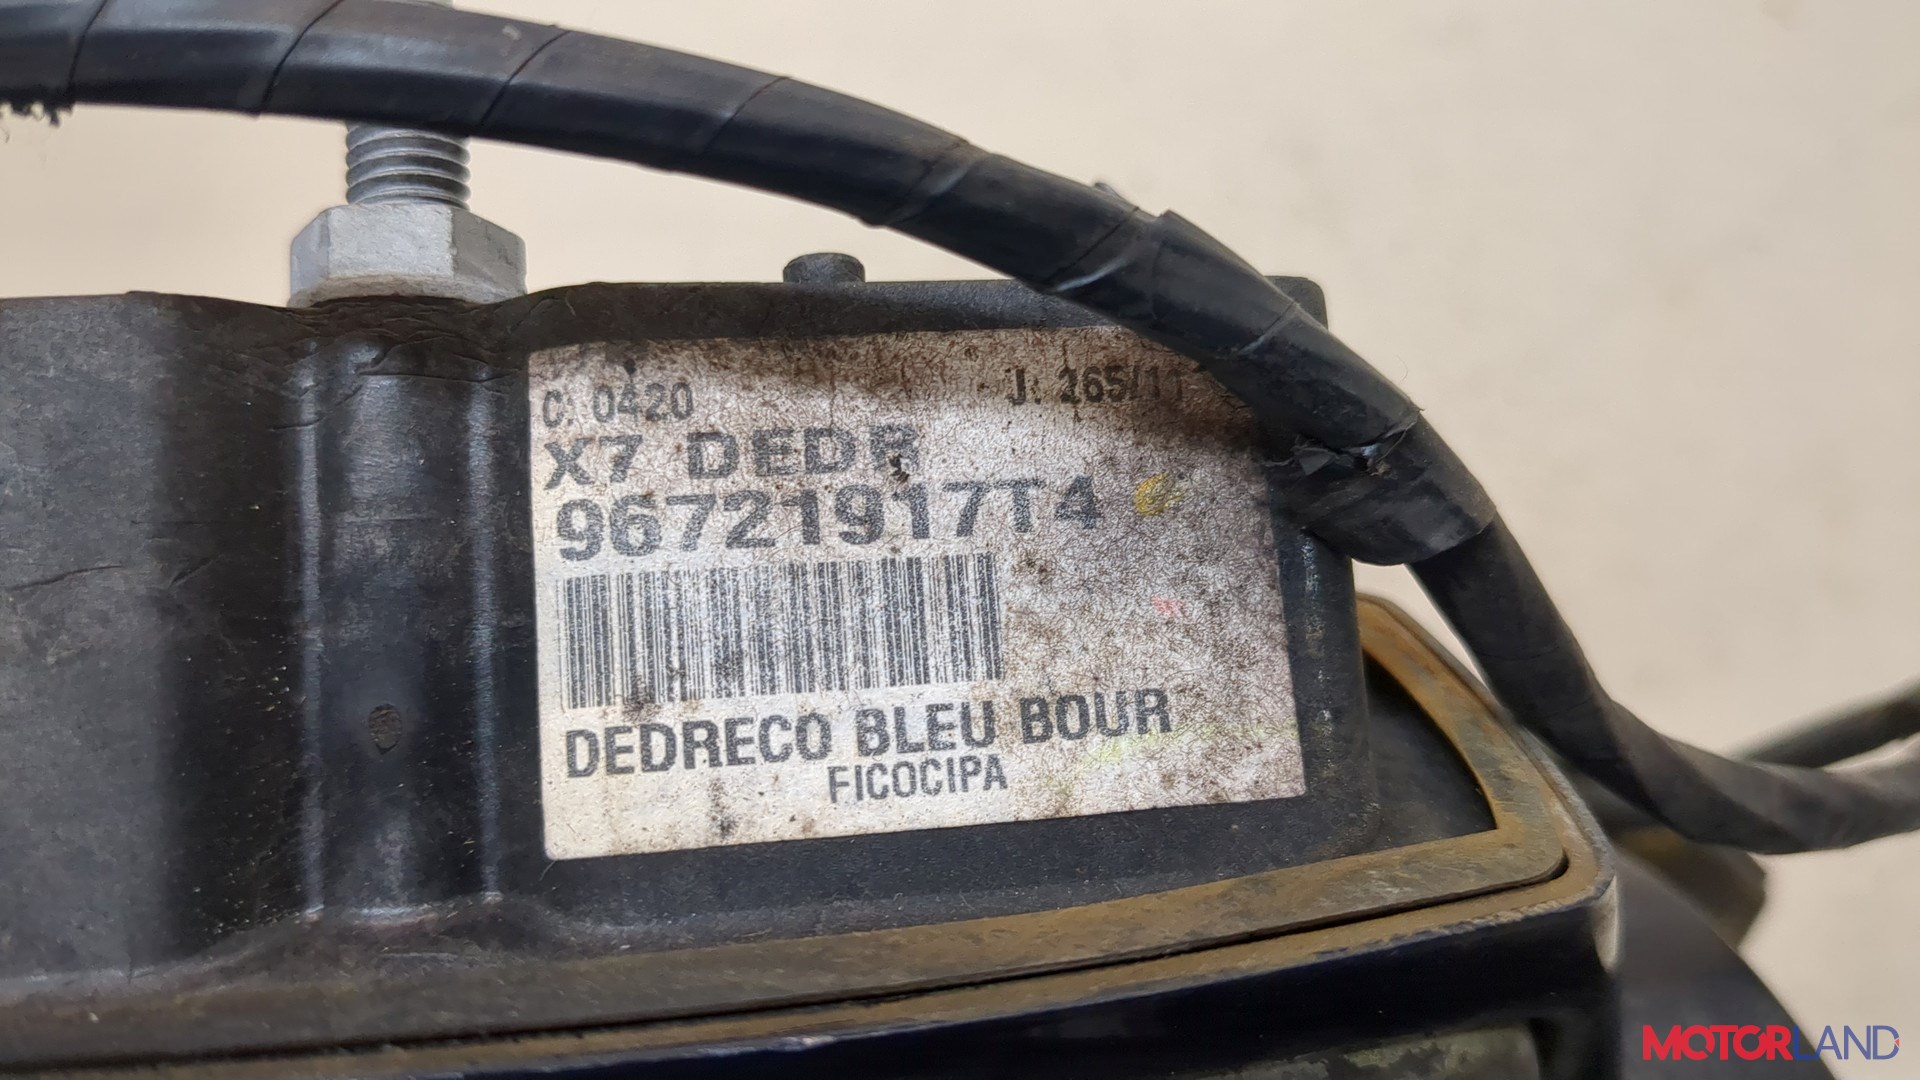 C. 0420 J. 265/11
X7 DEDR
96721917T4
DEDRECO BLEU BOUR
FICOCIPA
MOTORLAND